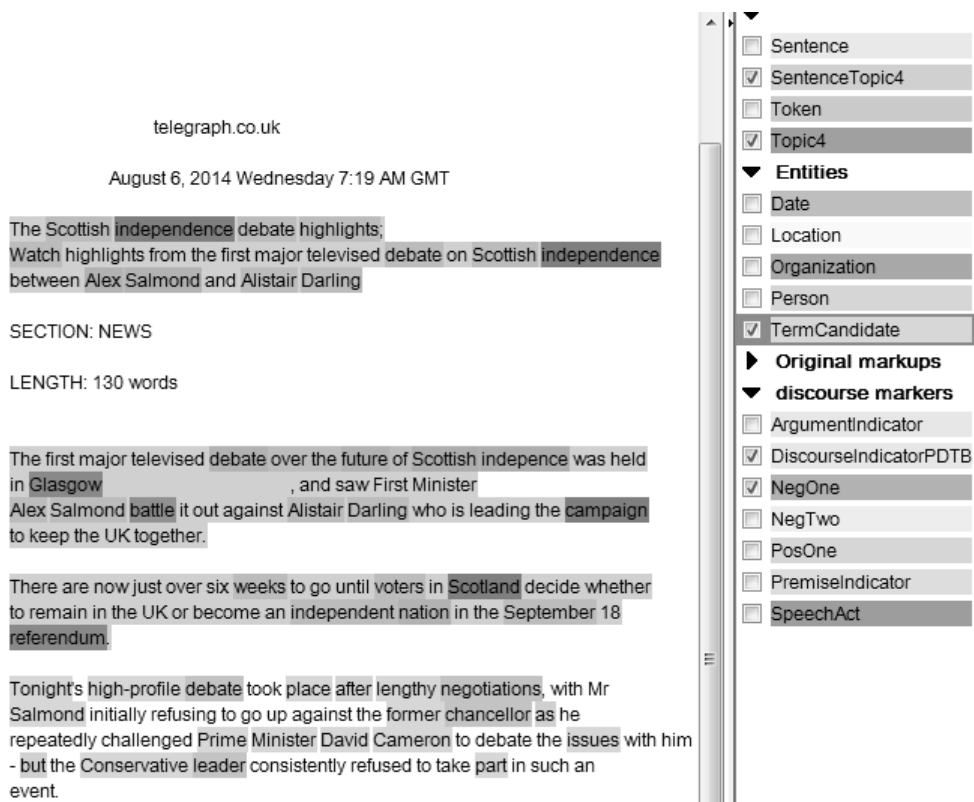 telegraph.co.uk
August 6, 2014 Wednesday 7:19 AM GMT
The Scottish independence debate highlights;
Watch highlights from the first major televised debate on Scottish independence
between Alex Salmond and Alistair Darling
SECTION: NEWS
LENGTH: 130 words
The first major televised debate over the future of Scottish indepence was held
in Glasgow , and saw First Minister
Alex Salmond battle it out against Alistair Darling who is leading the campaign
to keep the UK together.
There are now just over six weeks to go until voters in Scotland decide whether
to remain in the UK or become an independent nation in the September 18
referendum.
Tonight's high-profile debate took place after lengthy negotiations, with Mr
Salmond initially refusing to go up against the former chancellor as he
repeatedly challenged Prime Minister David Cameron to debate the issues with him
- but the Conservative leader consistently refused to take part in such an
event.
Sentence
SentenceTopic4
Token
Topic4
Entities
Date
Location
Organization
Person
TermCandidate
Original markups
discourse markers
ArgumentIndicator
DiscourseIndicatorPDTB
NegOne
NegTwo
PosOne
PremiseIndicator
SpeechAct